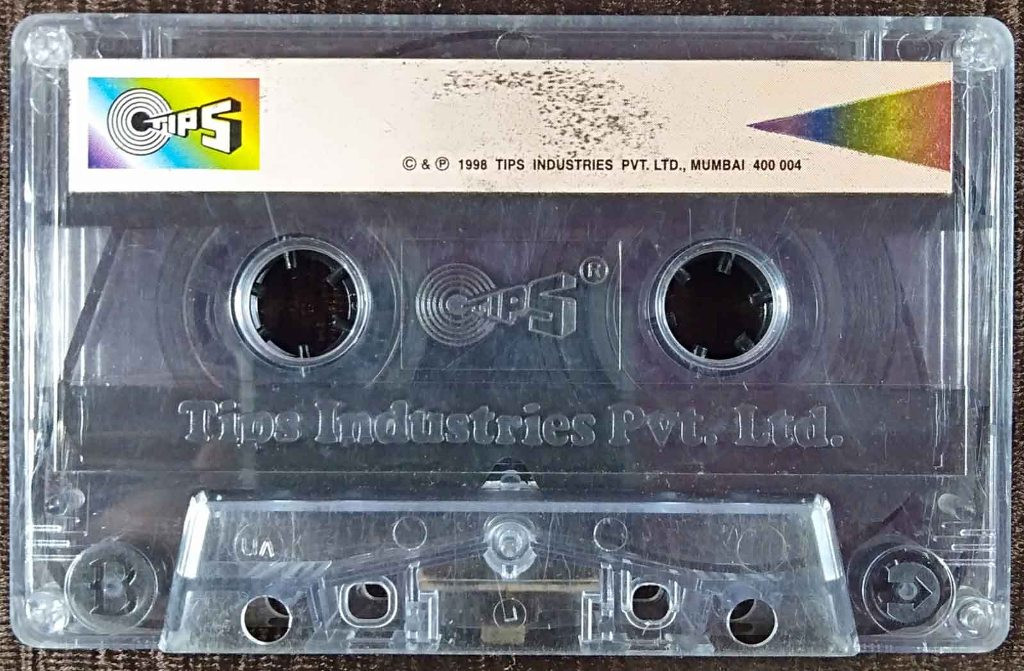 TIPS
© & ℗ 1998 TIPS INDUSTRIES PVT. LTD., MUMBAI 400 004
TIPS ®
Tips Industries Pvt. Ltd.
B